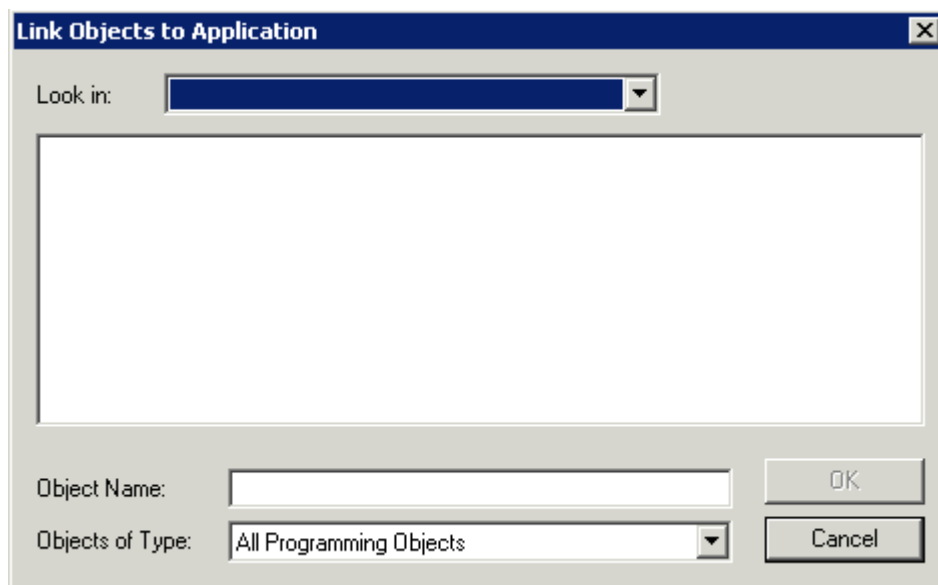 Link Objects to Application
Look in:
Object Name:
OK
Objects of Type: All Programming Objects
Cancel